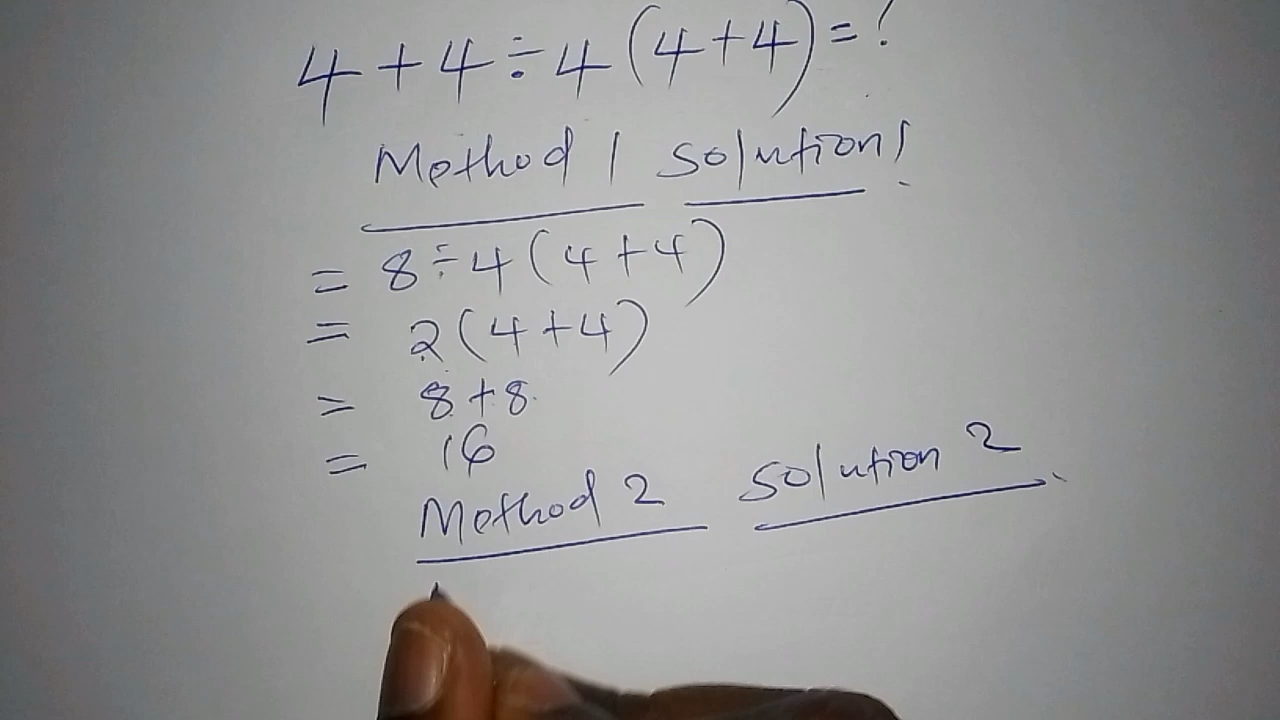 4+4÷4(4+4)=?
Method 1 solution 1
= 8÷4(4+4)
= 2(4+4)
= 8+8
= 16
Method 2 solution 2